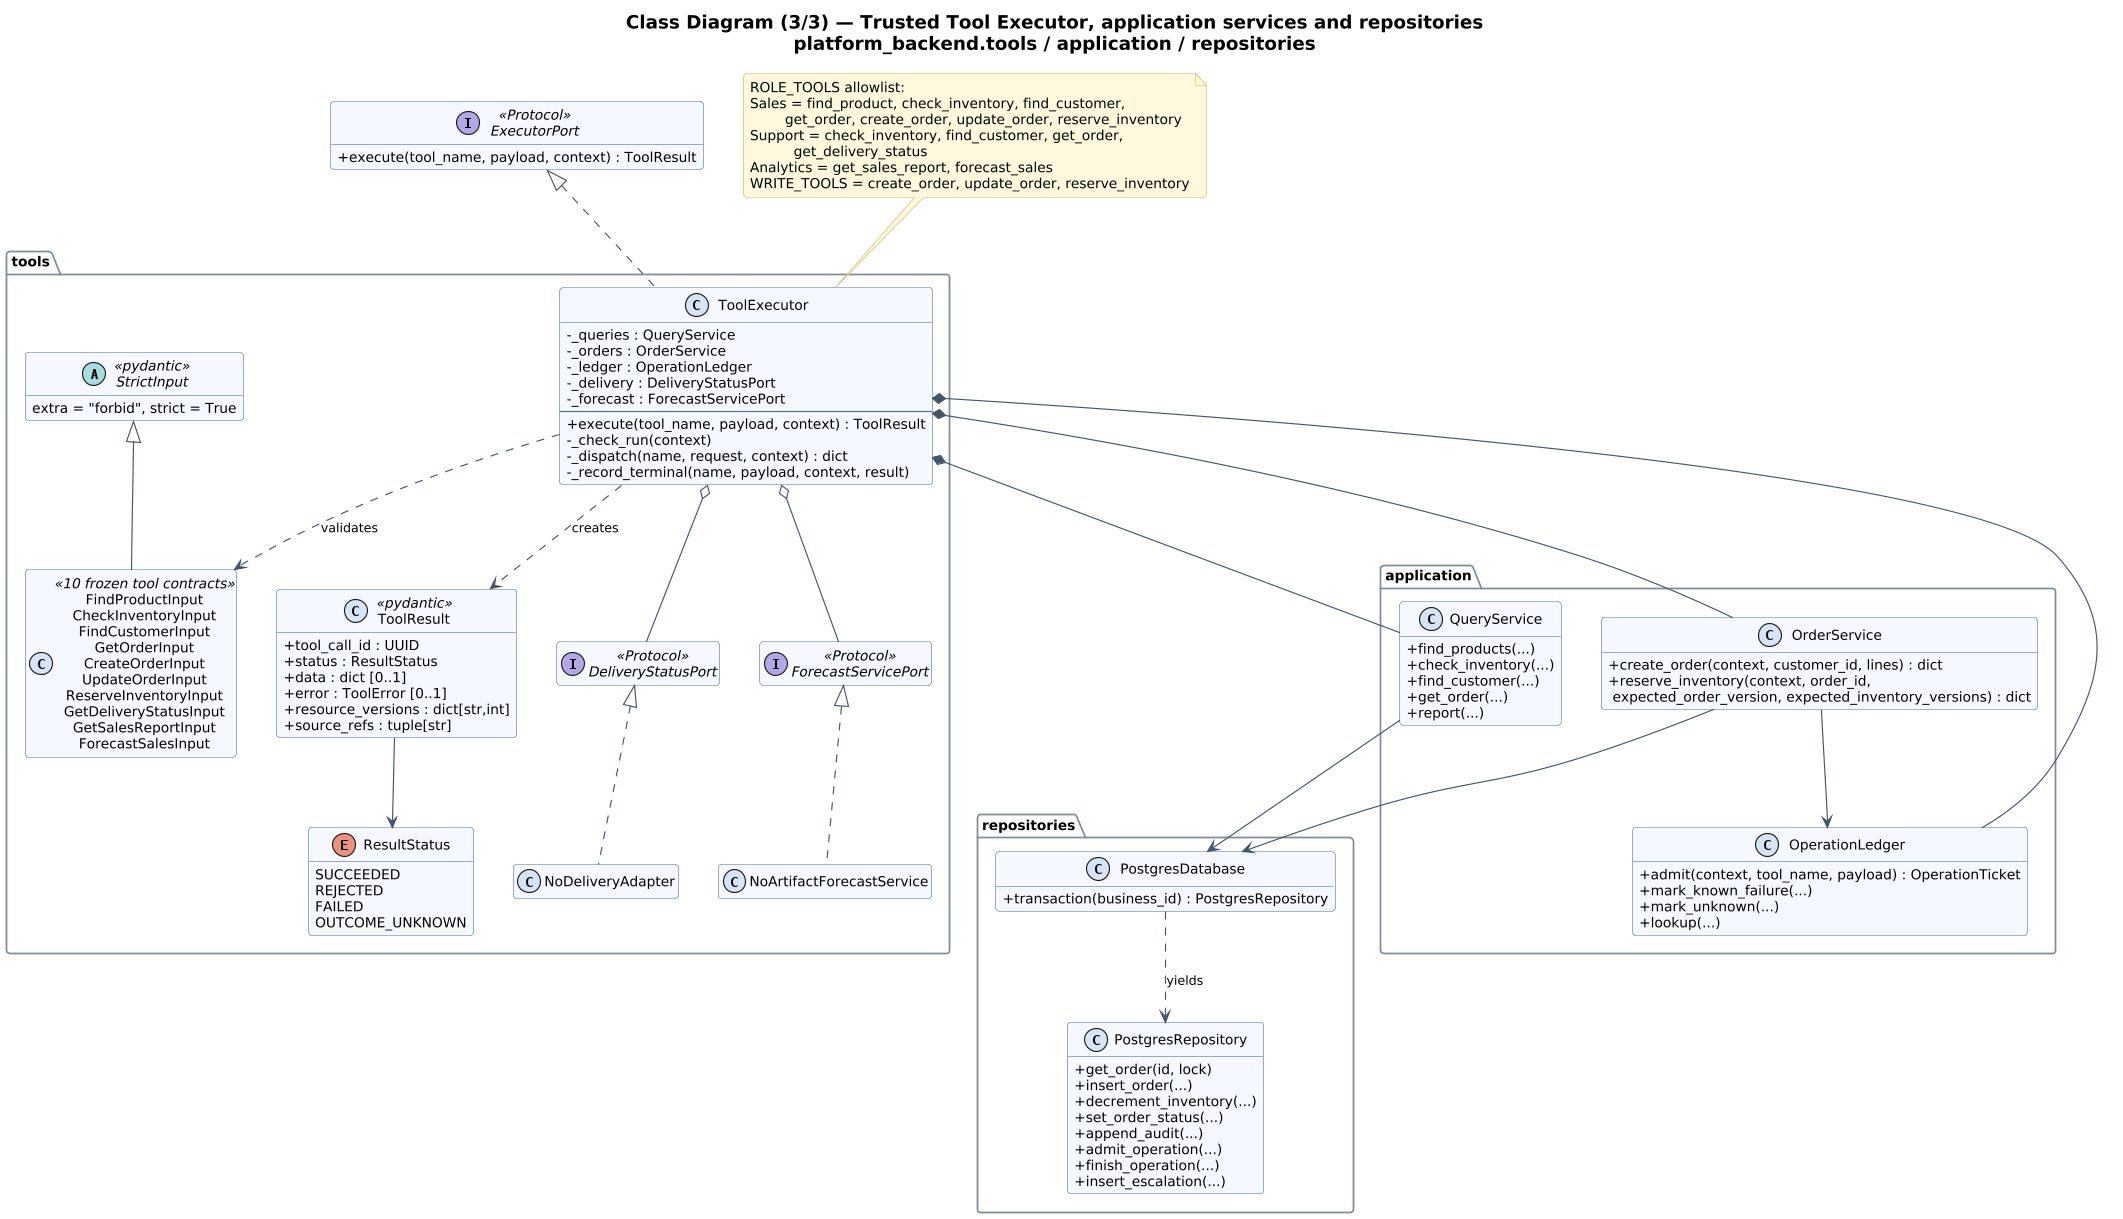 Class Diagram (3/3) — Trusted Tool Executor, application services and repositories
platform_backend.tools / application / repositories
«Protocol»
I
ExecutorPort
+execute(tool_name, payload, context) : ToolResult
ROLE_TOOLS allowlist:
Sales = find_product, check_inventory, find_customer,
get_order, create_order, update_order, reserve_inventory
Support = check_inventory, find_customer, get_order,
get_delivery_status
Analytics = get_sales_report, forecast_sales
WRITE_TOOLS = create_order, update_order, reserve_inventory
tools
C ToolExecutor
-_queries : QueryService
-_orders : OrderService
-_ledger : OperationLedger
-_delivery : DeliveryStatusPort
-_forecast : ForecastServicePort
+execute(tool_name, payload, context) : ToolResult
-_check_run(context)
-_dispatch(name, request, context) : dict
-_record_terminal(name, payload, context, result)
«pydantic»
A
StrictInput
extra = "forbid", strict = True
validates
creates
«10 frozen tool contracts»
FindProductInput
CheckInventoryInput
FindCustomerInput
GetOrderInput
C CreateOrderInput
UpdateOrderInput
ReserveInventoryInput
GetDeliveryStatusInput
GetSalesReportInput
ForecastSalesInput
«pydantic»
C
ToolResult
+tool_call_id : UUID
+status : ResultStatus
+data : dict [0..1]
+error : ToolError [0..1]
+resource_versions : dict[str,int]
+source_refs : tuple[str]
«Protocol»
I
DeliveryStatusPort
«Protocol»
I
ForecastServicePort
E ResultStatus
SUCCEEDED
REJECTED
FAILED
OUTCOME_UNKNOWN
C NoDeliveryAdapter
C NoArtifactForecastService
application
C QueryService
+find_products(...)
+check_inventory(...)
+find_customer(...)
+get_order(...)
+report(...)
C OrderService
+create_order(context, customer_id, lines) : dict
+reserve_inventory(context, order_id,
expected_order_version, expected_inventory_versions) : dict
C OperationLedger
+admit(context, tool_name, payload) : OperationTicket
+mark_known_failure(...)
+mark_unknown(...)
+lookup(...)
repositories
C PostgresDatabase
+transaction(business_id) : PostgresRepository
yields
C PostgresRepository
+get_order(id, lock)
+insert_order(...)
+decrement_inventory(...)
+set_order_status(...)
+append_audit(...)
+admit_operation(...)
+finish_operation(...)
+insert_escalation(...)